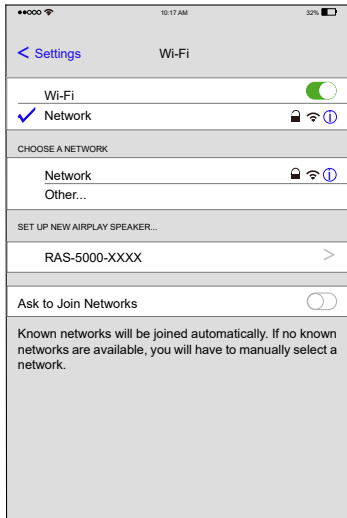 10:17 AM
32%
< Settings
Wi-Fi
Wi-Fi
Network
CHOOSE A NETWORK
Network
Other...
SET UP NEW AIRPLAY SPEAKER...
RAS-5000-XXXX
Ask to Join Networks
Known networks will be joined automatically. If no known
networks are available, you will have to manually select a
network.